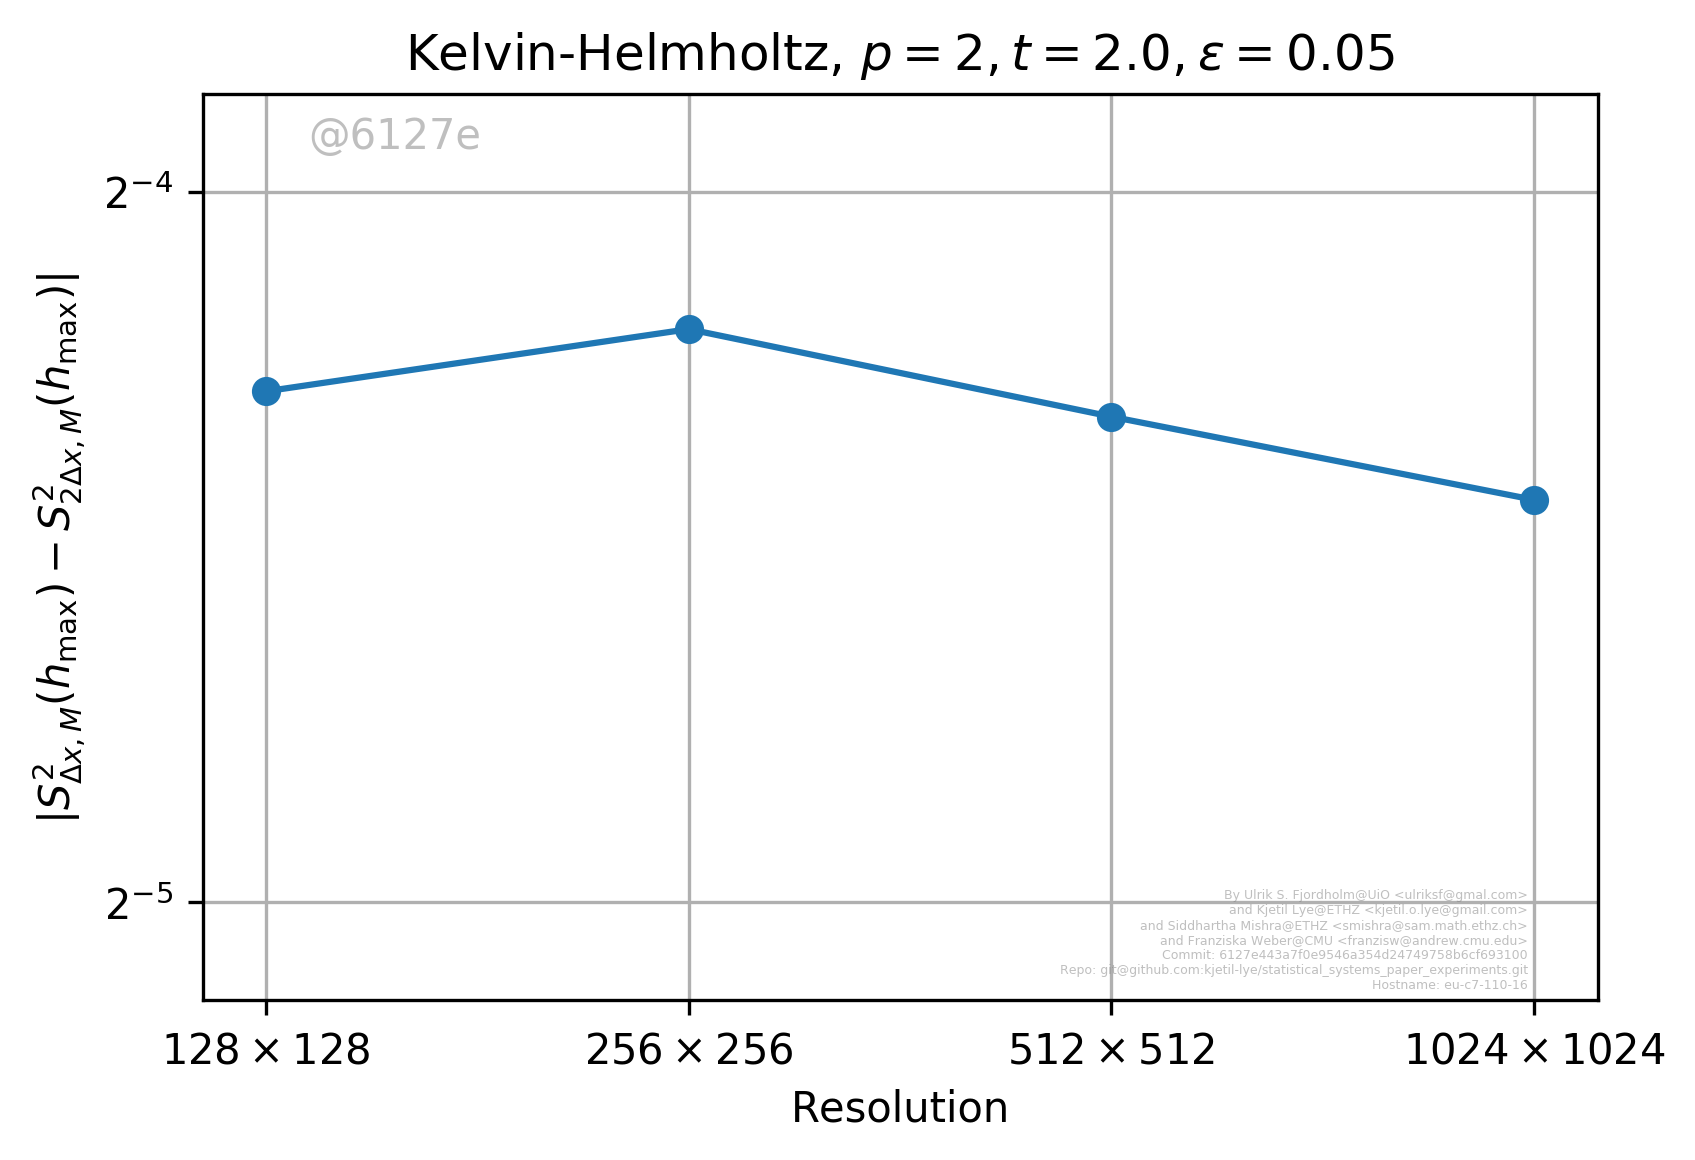 Kelvin-Helmholtz, p = 2, t = 2.0, ε = 0.05
@6127e
2⁻⁴
|S²_{Δx,M}(h_max) − S²_{2Δx,M}(h_max)|
2⁻⁵
By Ulrik S. Fjordholm@UiO <ulriksf@gmal.com>
and Kjetil Lye@ETHZ <kjetil.o.lye@gmail.com>
and Siddhartha Mishra@ETHZ <smishra@sam.math.ethz.ch>
and Franziska Weber@CMU <franzisw@andrew.cmu.edu>
Commit: 6127e443a7f0e9546a354d24749758b6cf693100
Repo: git@github.com:kjetil-lye/statistical_systems_paper_experiments.git
Hostname: eu-c7-110-16
128 × 128
256 × 256
512 × 512
1024 × 1024
Resolution